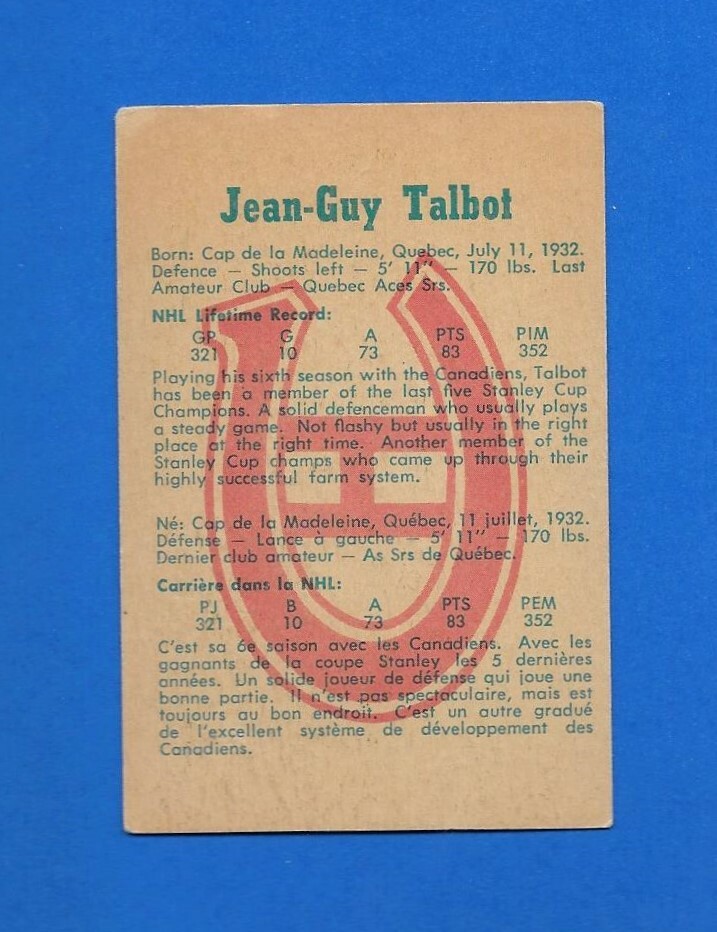 Jean-Guy Talbot
Born: Cap de la Madeleine, Quebec, July 11, 1932.
Defence — Shoots left — 5' 11" — 170 lbs. Last
Amateur Club — Quebec Aces Srs.
NHL Lifetime Record:
GP G A PTS PIM
321 10 73 83 352
Playing his sixth season with the Canadiens, Talbot
has been a member of the last five Stanley Cup
Champions. A solid defenceman who usually plays
a steady game. Not flashy but usually in the right
place at the right time. Another member of the
Stanley Cup champs who came up through their
highly successful farm system.
Né: Cap de la Madeleine, Québec, 11 juillet, 1932.
Défense — Lance à gauche — 5' 11" — 170 lbs.
Dernier club amateur — As Srs de Québec.
Carrière dans la NHL:
PJ B A PTS PEM
321 10 73 83 352
C'est sa 6e saison avec les Canadiens. Avec les
gagnants de la coupe Stanley les 5 dernières
années. Un solide joueur de défense qui joue une
bonne partie. Il n'est pas spectaculaire, mais est
toujours au bon endroit. C'est un autre gradué
de l'excellent système de développement des
Canadiens.